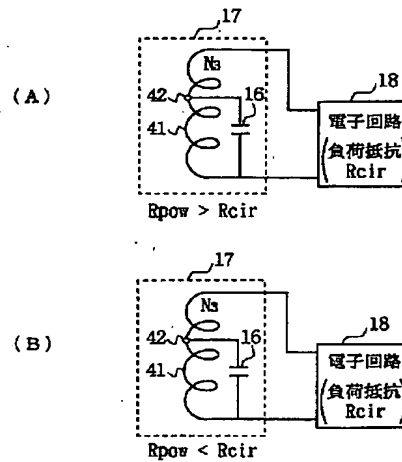 17
(A)
N3
42
16
41
18
電子回路
(負荷抵抗
Rcir)
Rpow > Rcir
17
(B)
N3
42
16
41
18
電子回路
(負荷抵抗
Rcir)
Rpow < Rcir